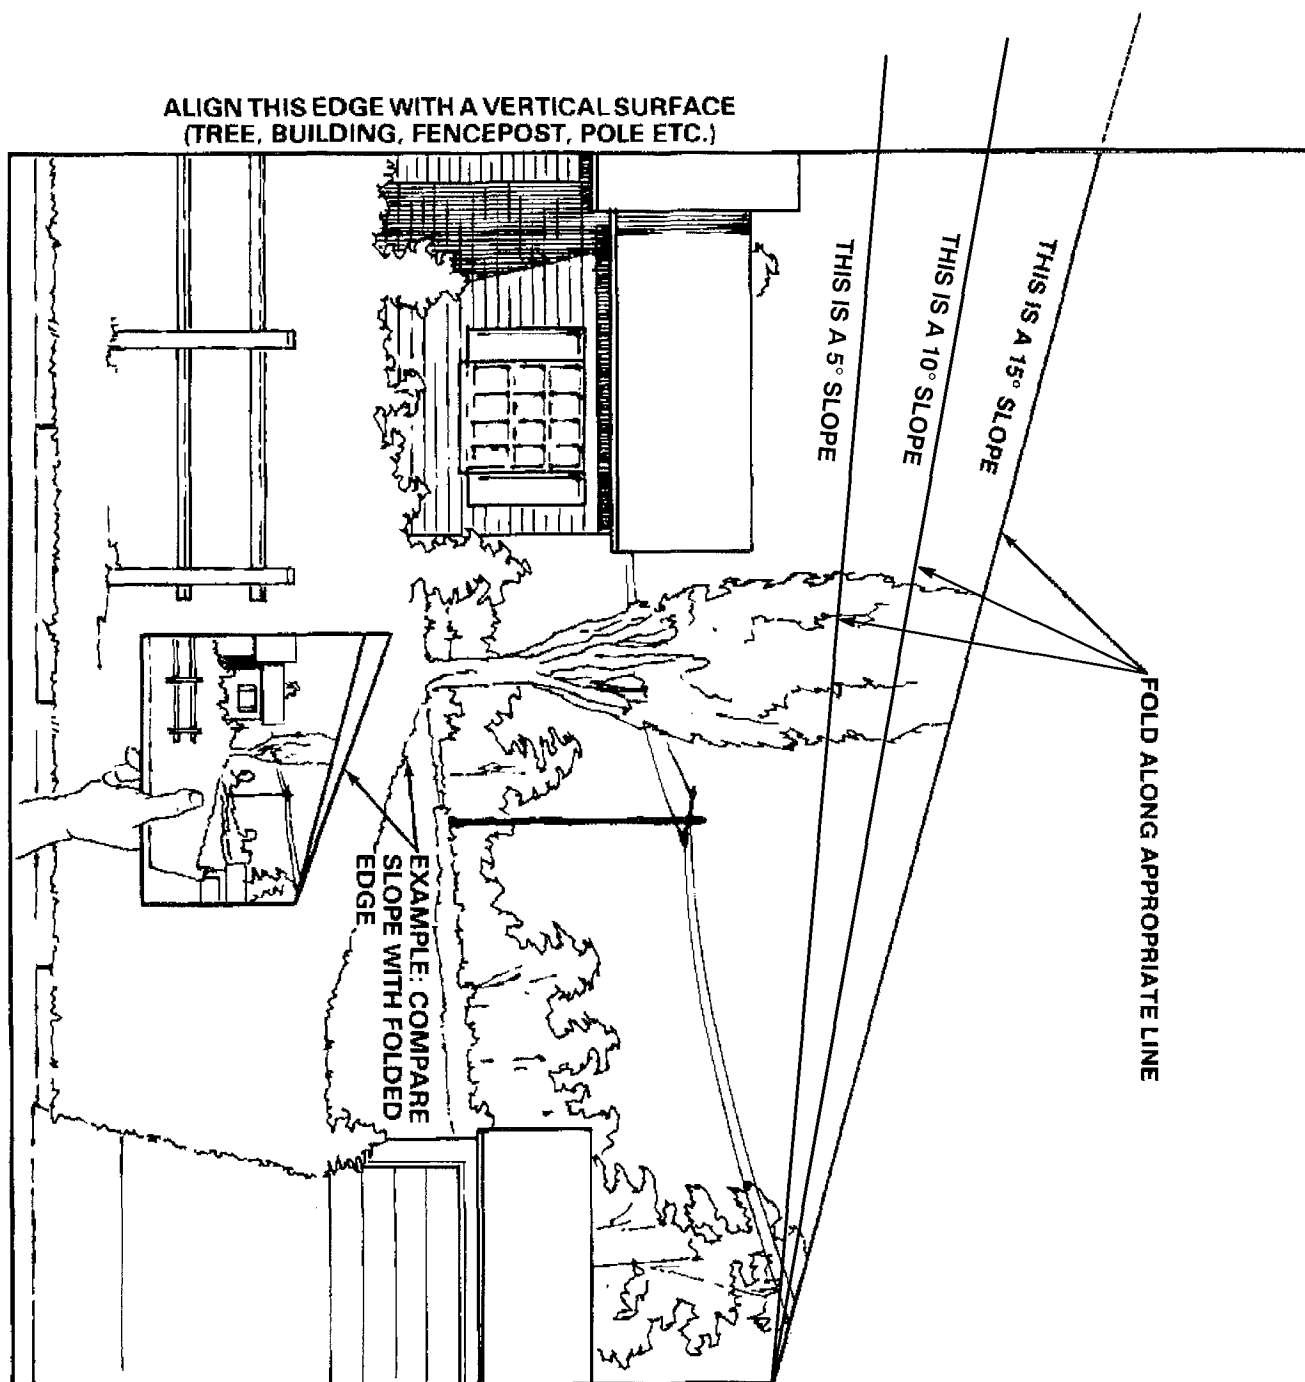 ALIGN THIS EDGE WITH A VERTICAL SURFACE
(TREE, BUILDING, FENCEPOST, POLE ETC.)
THIS IS A 15° SLOPE
THIS IS A 10° SLOPE
THIS IS A 5° SLOPE
FOLD ALONG APPROPRIATE LINE
EXAMPLE: COMPARE
SLOPE WITH FOLDED
EDGE